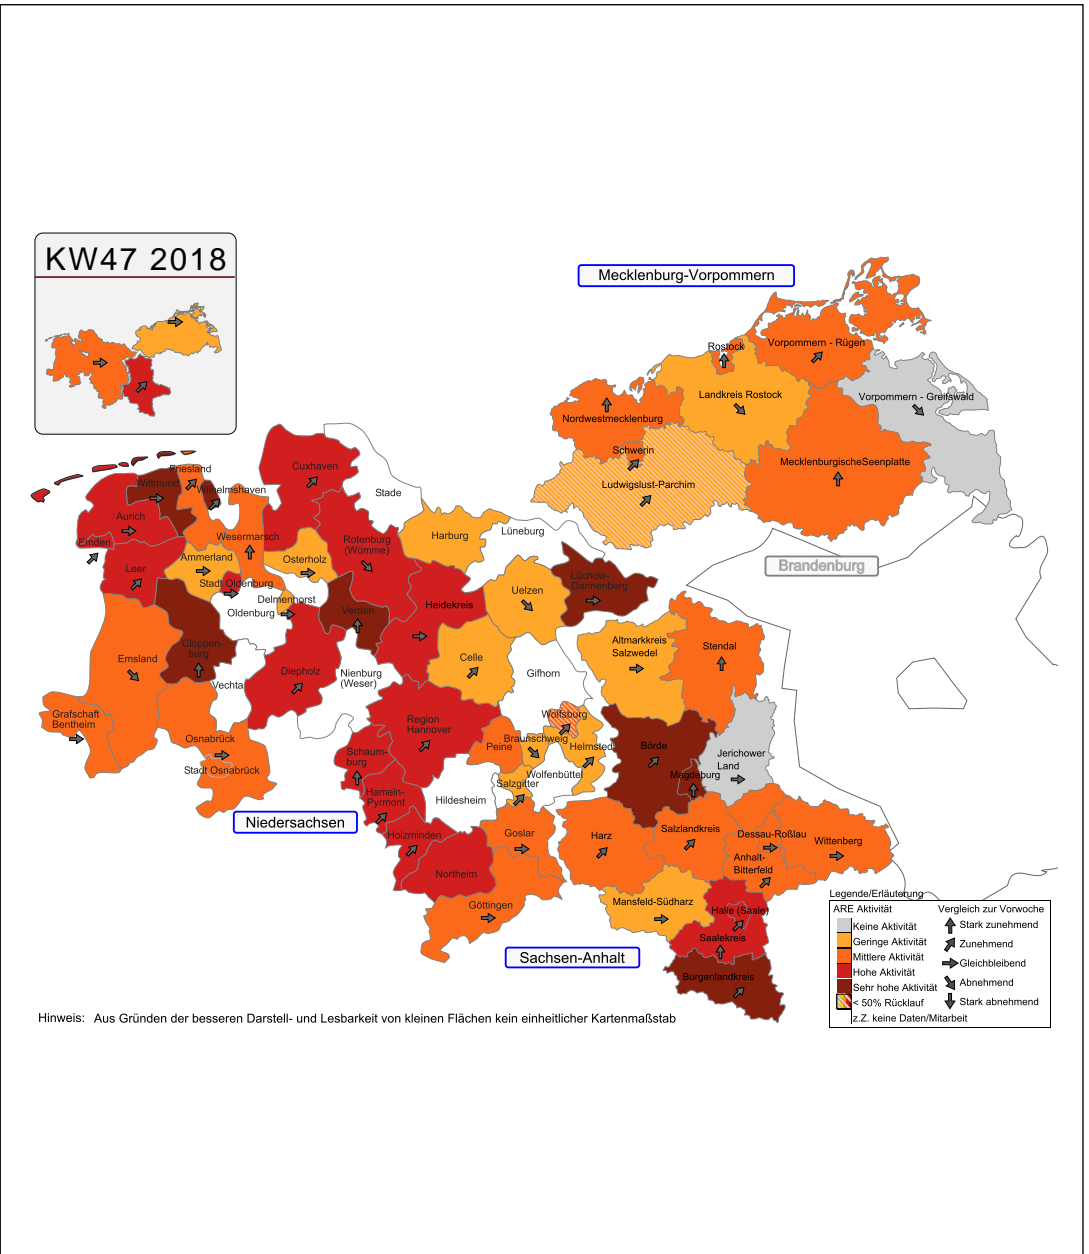 KW47 2018
Mecklenburg-Vorpommern
Rostock
Vorpommern - Rügen
Landkreis Rostock
Vorpommern - Greifswald
Nordwestmecklenburg
Schwerin
MecklenburgischeSeenplatte
Ludwigslust-Parchim
Brandenburg
Friesland
Wittmund
Wilhelmshaven
Cuxhaven
Stade
Aurich
Emden
Wesermarsch
Rotenburg
(Wümme)
Harburg
Lüneburg
Leer
Ammerland
Osterholz
Stadt Oldenburg
Delmenhorst
Oldenburg
Verden
Heidekreis
Uelzen
Lüchow-
Dannenberg
Cloppen-
burg
Emsland
Vechta
Diepholz
Nienburg
(Weser)
Celle
Gifhorn
Altmarkkreis
Salzwedel
Stendal
Grafschaft
Bentheim
Osnabrück
Stadt Osnabrück
Region
Hannover
Peine
Wolfsburg
Braunschweig
Helmstedt
Wolfenbüttel
Salzgitter
Schaum-
burg
Hameln-
Pyrmont
Hildesheim
Börde
Magdeburg
Jerichower
Land
Niedersachsen
Holzminden
Northeim
Goslar
Göttingen
Harz
Salzlandkreis
Dessau-Roßlau
Wittenberg
Anhalt-
Bitterfeld
Mansfeld-Südharz
Halle (Saale)
Saalekreis
Burgenlandkreis
Sachsen-Anhalt
Legende/Erläuterung
ARE Aktivität
Keine Aktivität
Geringe Aktivität
Mittlere Aktivität
Hohe Aktivität
Sehr hohe Aktivität
< 50% Rücklauf
z.Z. keine Daten/Mitarbeit
Vergleich zur Vorwoche
Stark zunehmend
Zunehmend
Gleichbleibend
Abnehmend
Stark abnehmend
Hinweis: Aus Gründen der besseren Darstell- und Lesbarkeit von kleinen Flächen kein einheitlicher Kartenmaßstab